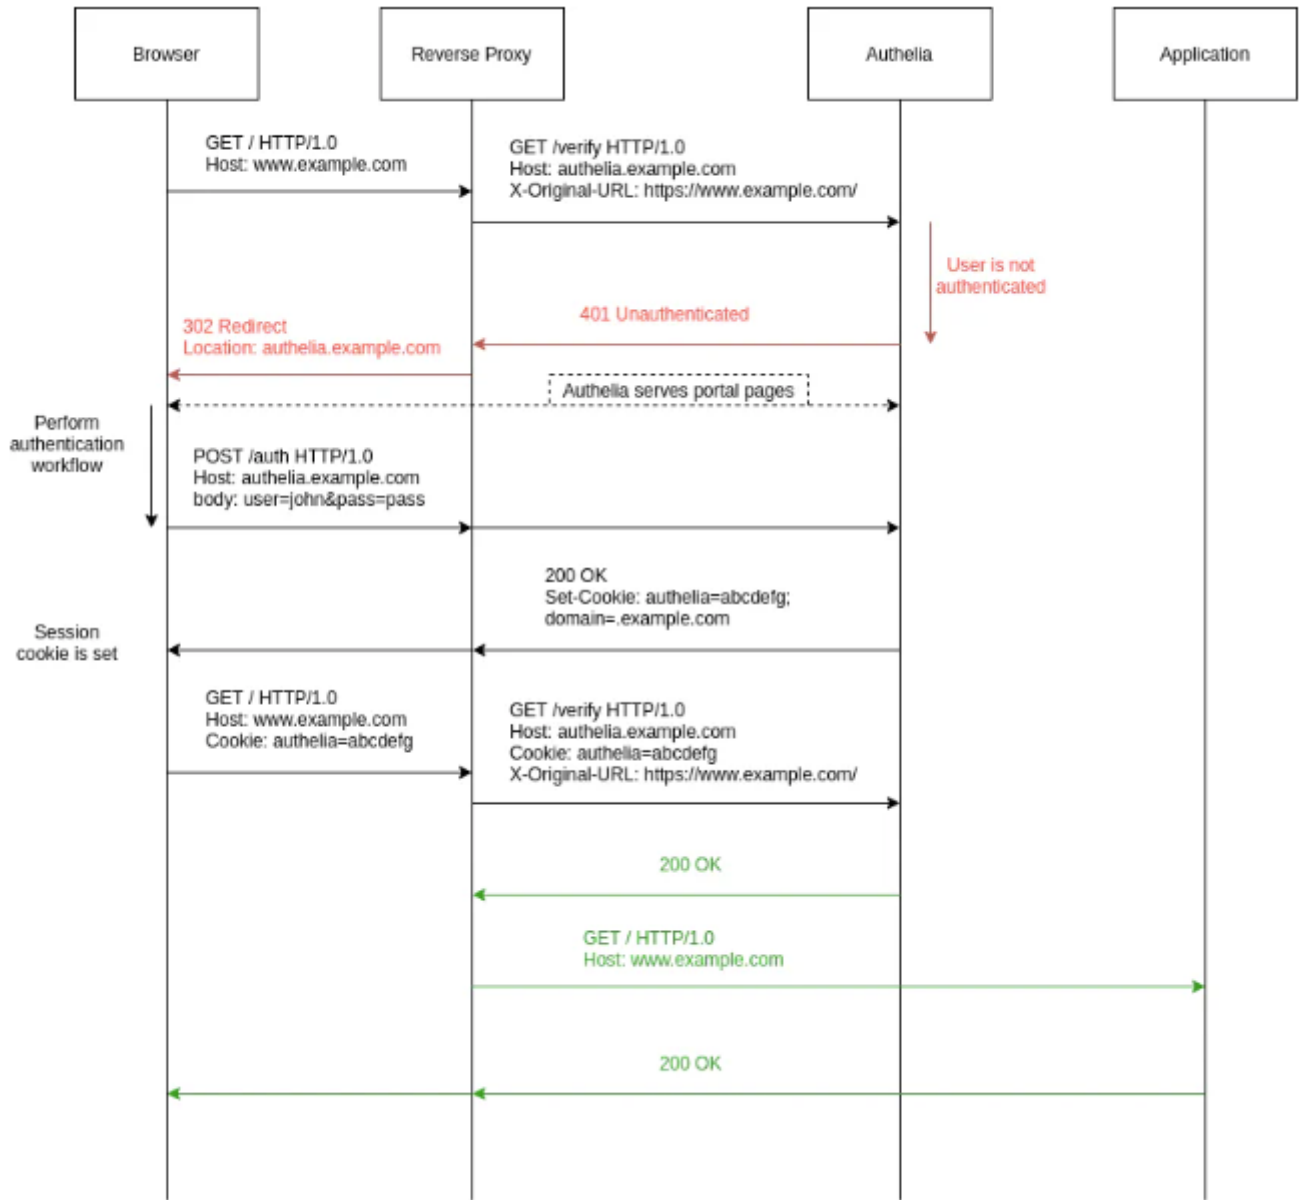 Browser
Reverse Proxy
Authelia
Application
GET / HTTP/1.0
Host: www.example.com
GET /verify HTTP/1.0
Host: authelia.example.com
X-Original-URL: https://www.example.com/
User is not
authenticated
401 Unauthenticated
302 Redirect
Location: authelia.example.com
Authelia serves portal pages
Perform
authentication
workflow
POST /auth HTTP/1.0
Host: authelia.example.com
body: user=john&pass=pass
200 OK
Set-Cookie: authelia=abcdefg;
domain=.example.com
Session
cookie is set
GET / HTTP/1.0
Host: www.example.com
Cookie: authelia=abcdefg
GET /verify HTTP/1.0
Host: authelia.example.com
Cookie: authelia=abcdefg
X-Original-URL: https://www.example.com/
200 OK
GET / HTTP/1.0
Host: www.example.com
200 OK